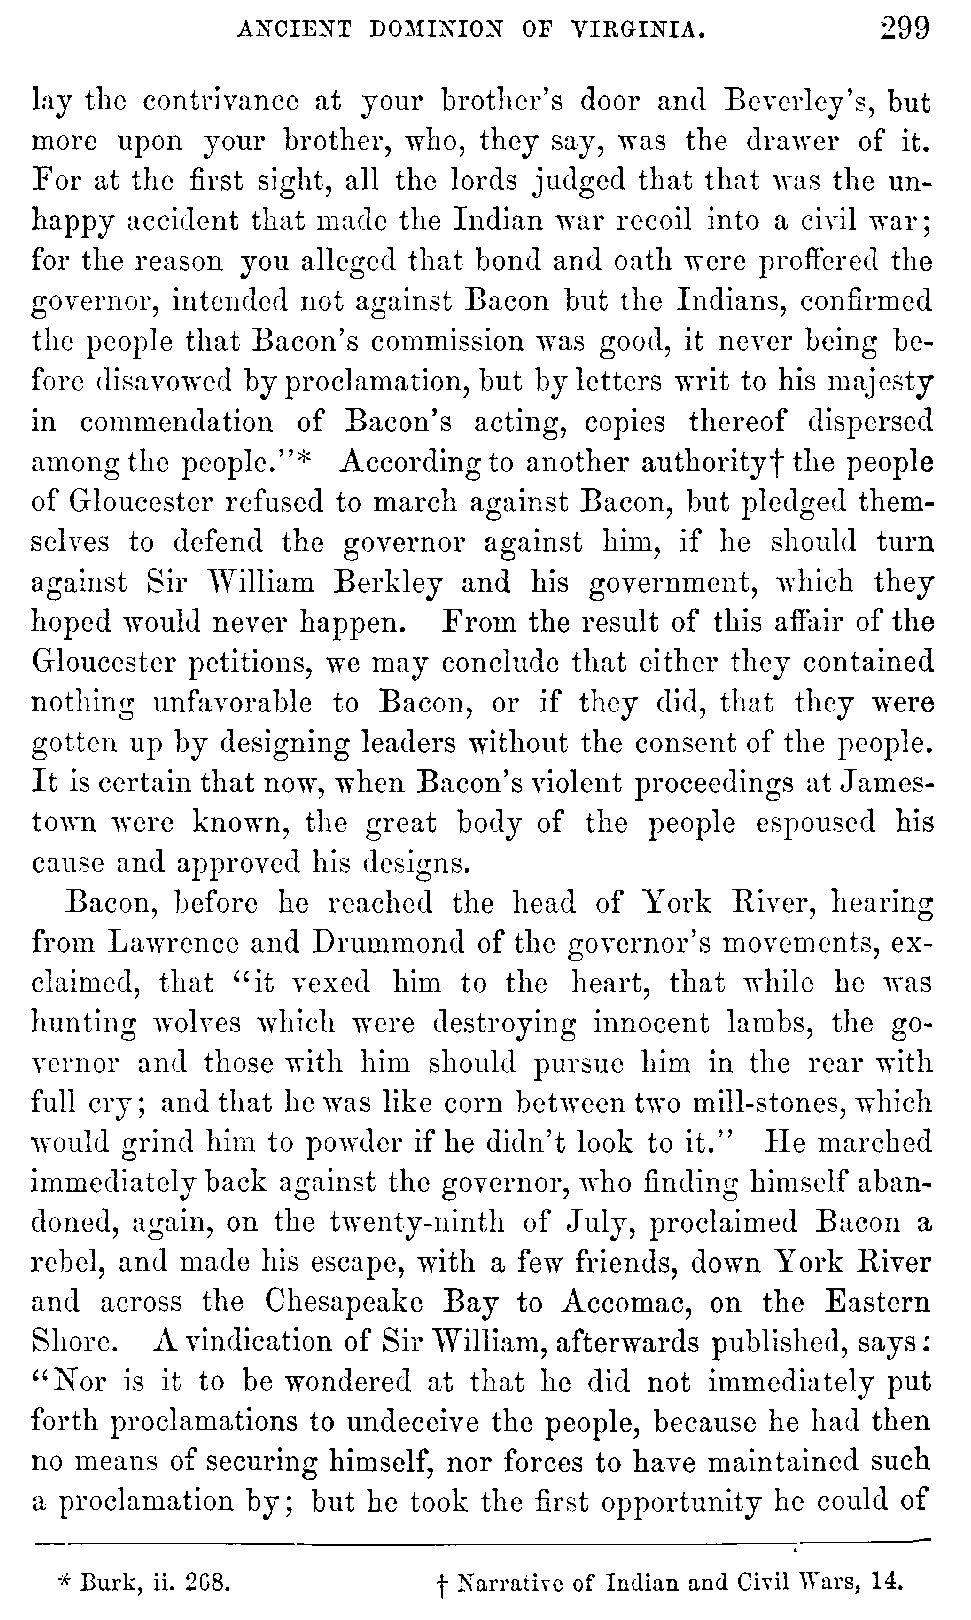 ANCIENT DOMINION OF VIRGINIA. 299
lay the contrivance at your brother's door and Beverley's, but
more upon your brother, who, they say, was the drawer of it.
For at the first sight, all the lords judged that that was the un-
happy accident that made the Indian war recoil into a civil war;
for the reason you alleged that bond and oath were proffered the
governor, intended not against Bacon but the Indians, confirmed
the people that Bacon's commission was good, it never being be-
fore disavowed by proclamation, but by letters writ to his majesty
in commendation of Bacon's acting, copies thereof dispersed
among the people."* According to another authority† the people
of Gloucester refused to march against Bacon, but pledged them-
selves to defend the governor against him, if he should turn
against Sir William Berkley and his government, which they
hoped would never happen. From the result of this affair of the
Gloucester petitions, we may conclude that either they contained
nothing unfavorable to Bacon, or if they did, that they were
gotten up by designing leaders without the consent of the people.
It is certain that now, when Bacon's violent proceedings at James-
town were known, the great body of the people espoused his
cause and approved his designs.
Bacon, before he reached the head of York River, hearing
from Lawrence and Drummond of the governor's movements, ex-
claimed, that "it vexed him to the heart, that while he was
hunting wolves which were destroying innocent lambs, the go-
vernor and those with him should pursue him in the rear with
full cry; and that he was like corn between two mill-stones, which
would grind him to powder if he didn't look to it." He marched
immediately back against the governor, who finding himself aban-
doned, again, on the twenty-ninth of July, proclaimed Bacon a
rebel, and made his escape, with a few friends, down York River
and across the Chesapeake Bay to Accomac, on the Eastern
Shore. A vindication of Sir William, afterwards published, says:
"Nor is it to be wondered at that he did not immediately put
forth proclamations to undeceive the people, because he had then
no means of securing himself, nor forces to have maintained such
a proclamation by; but he took the first opportunity he could of
* Burk, ii. 268. † Narrative of Indian and Civil Wars, 14.